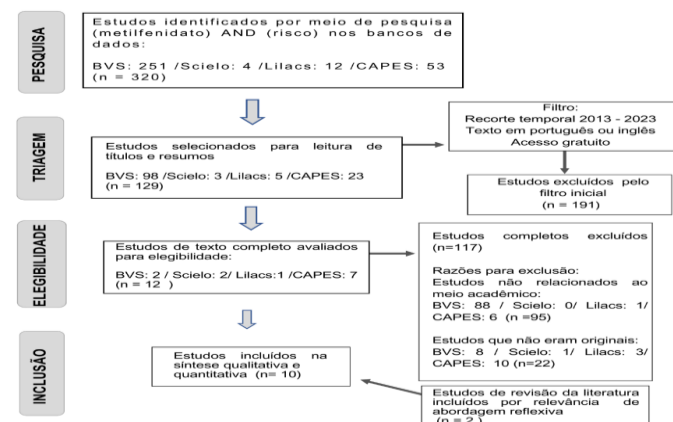 PESQUISA
Estudos identificados por meio de pesquisa
(metilfenidato) AND (risco) nos bancos de
dados:
BVS: 251 /Scielo: 4 /Lilacs: 12 /CAPES: 53
(n = 320)
Filtro:
Recorte temporal 2013 - 2023
Texto em português ou inglês
Acesso gratuito
TRIAGEM
Estudos selecionados para leitura de
títulos e resumos
BVS: 98 /Scielo: 3 /Lilacs: 5 /CAPES: 23
(n = 129)
Estudos excluídos pelo
filtro inicial
(n = 191)
ELEGIBILIDADE
Estudos de texto completo avaliados
para elegibilidade:
BVS: 2 / Scielo: 2/ Lilacs:1 /CAPES: 7
(n = 12 )
Estudos completos excluídos
(n=117)
Razões para exclusão:
Estudos não relacionados ao
meio acadêmico:
BVS: 88 / Scielo: 0/ Lilacs: 1/
CAPES: 6 (n =95)
Estudos que não eram originais:
BVS: 8 / Scielo: 1/ Lilacs: 3/
CAPES: 10 (n=22)
INCLUSÃO
Estudos incluídos na
síntese qualitativa e
quantitativa (n= 10)
Estudos de revisão da literatura
incluídos por relevância de
abordagem reflexiva
(n = 2 )